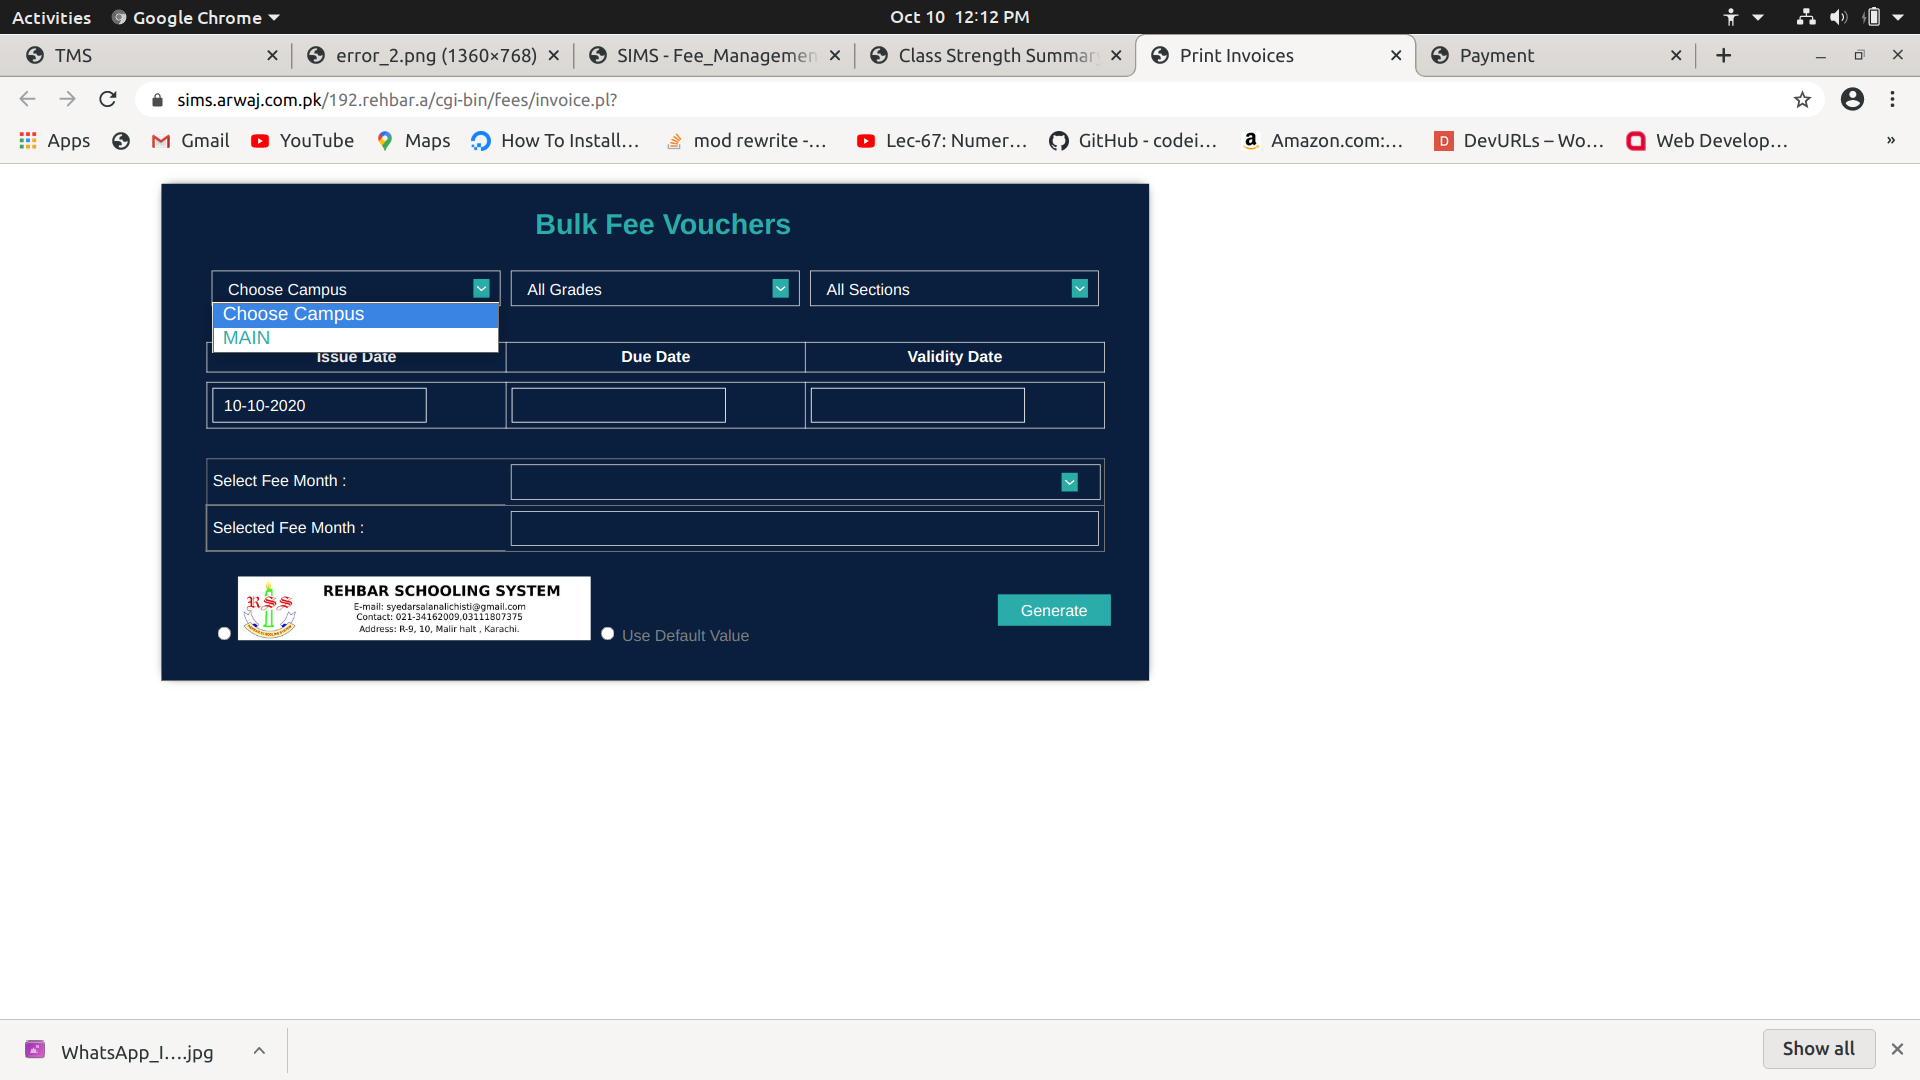 Activities Google Chrome Oct 10 12:12 PM
TMS error_2.png (1360×768) SIMS - Fee_Managemen Class Strength Summary Print Invoices Payment
sims.arwaj.com.pk/192.rehbar.a/cgi-bin/fees/invoice.pl?
Apps Gmail YouTube Maps How To Install... mod rewrite -... Lec-67: Numer... GitHub - codei... Amazon.com:... DevURLs – Wo... Web Develop... »
Bulk Fee Vouchers
Choose Campus All Grades All Sections
Choose Campus
MAIN
Issue Date Due Date Validity Date
10-10-2020
Select Fee Month :
Selected Fee Month :
RSS
REHBAR SCHOOLING SYSTEM
E-mail: syedarsalanalichisti@gmail.com
Contact: 021-34162009,03111807375
Address: R-9, 10, Malir halt , Karachi.
Use Default Value
Generate
WhatsApp_I....jpg Show all